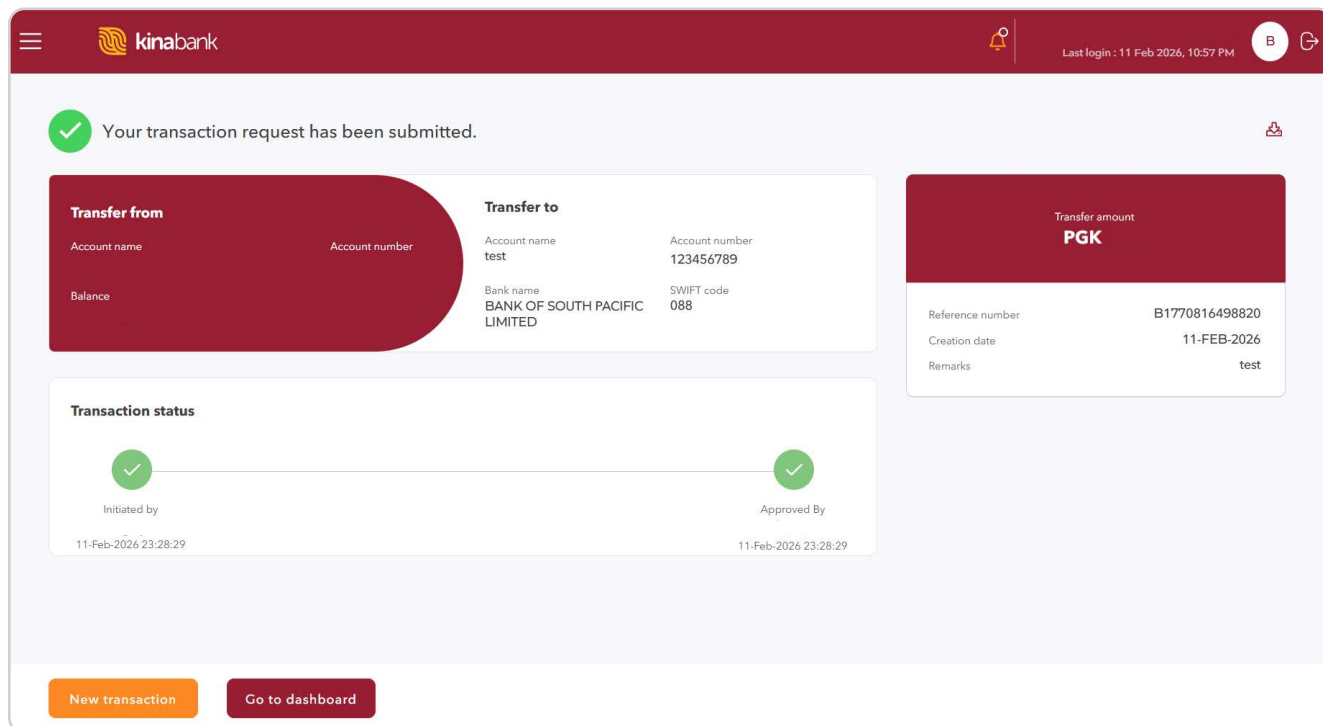 kinabank
Last login : 11 Feb 2026, 10:57 PM
B
Your transaction request has been submitted.
Transfer from
Account name Account number
Balance
Transfer to
Account name Account number
test 123456789
Bank name SWIFT code
BANK OF SOUTH PACIFIC 088
LIMITED
Transfer amount
PGK
Reference number B1770816498820
Creation date 11-FEB-2026
Remarks test
Transaction status
Initiated by Approved By
11-Feb-2026 23:28:29 11-Feb-2026 23:28:29
New transaction Go to dashboard